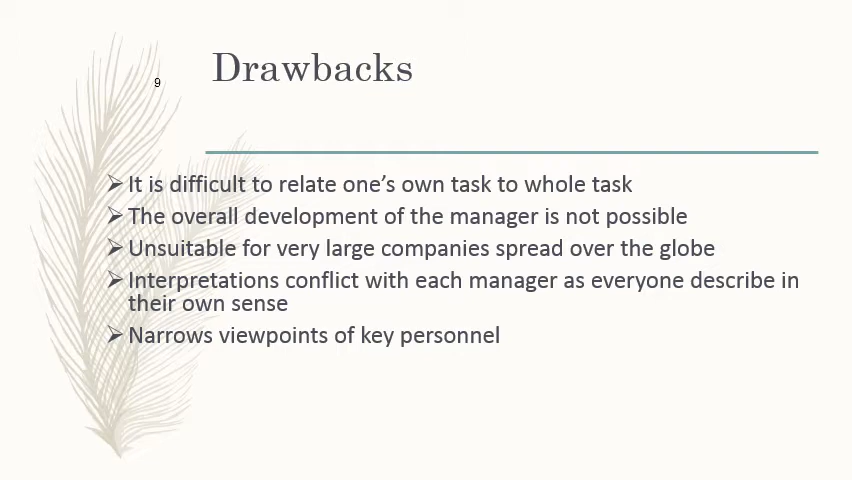 9
Drawbacks
➢It is difficult to relate one’s own task to whole task
➢The overall development of the manager is not possible
➢Unsuitable for very large companies spread over the globe
➢Interpretations conflict with each manager as everyone describe in
their own sense
➢Narrows viewpoints of key personnel